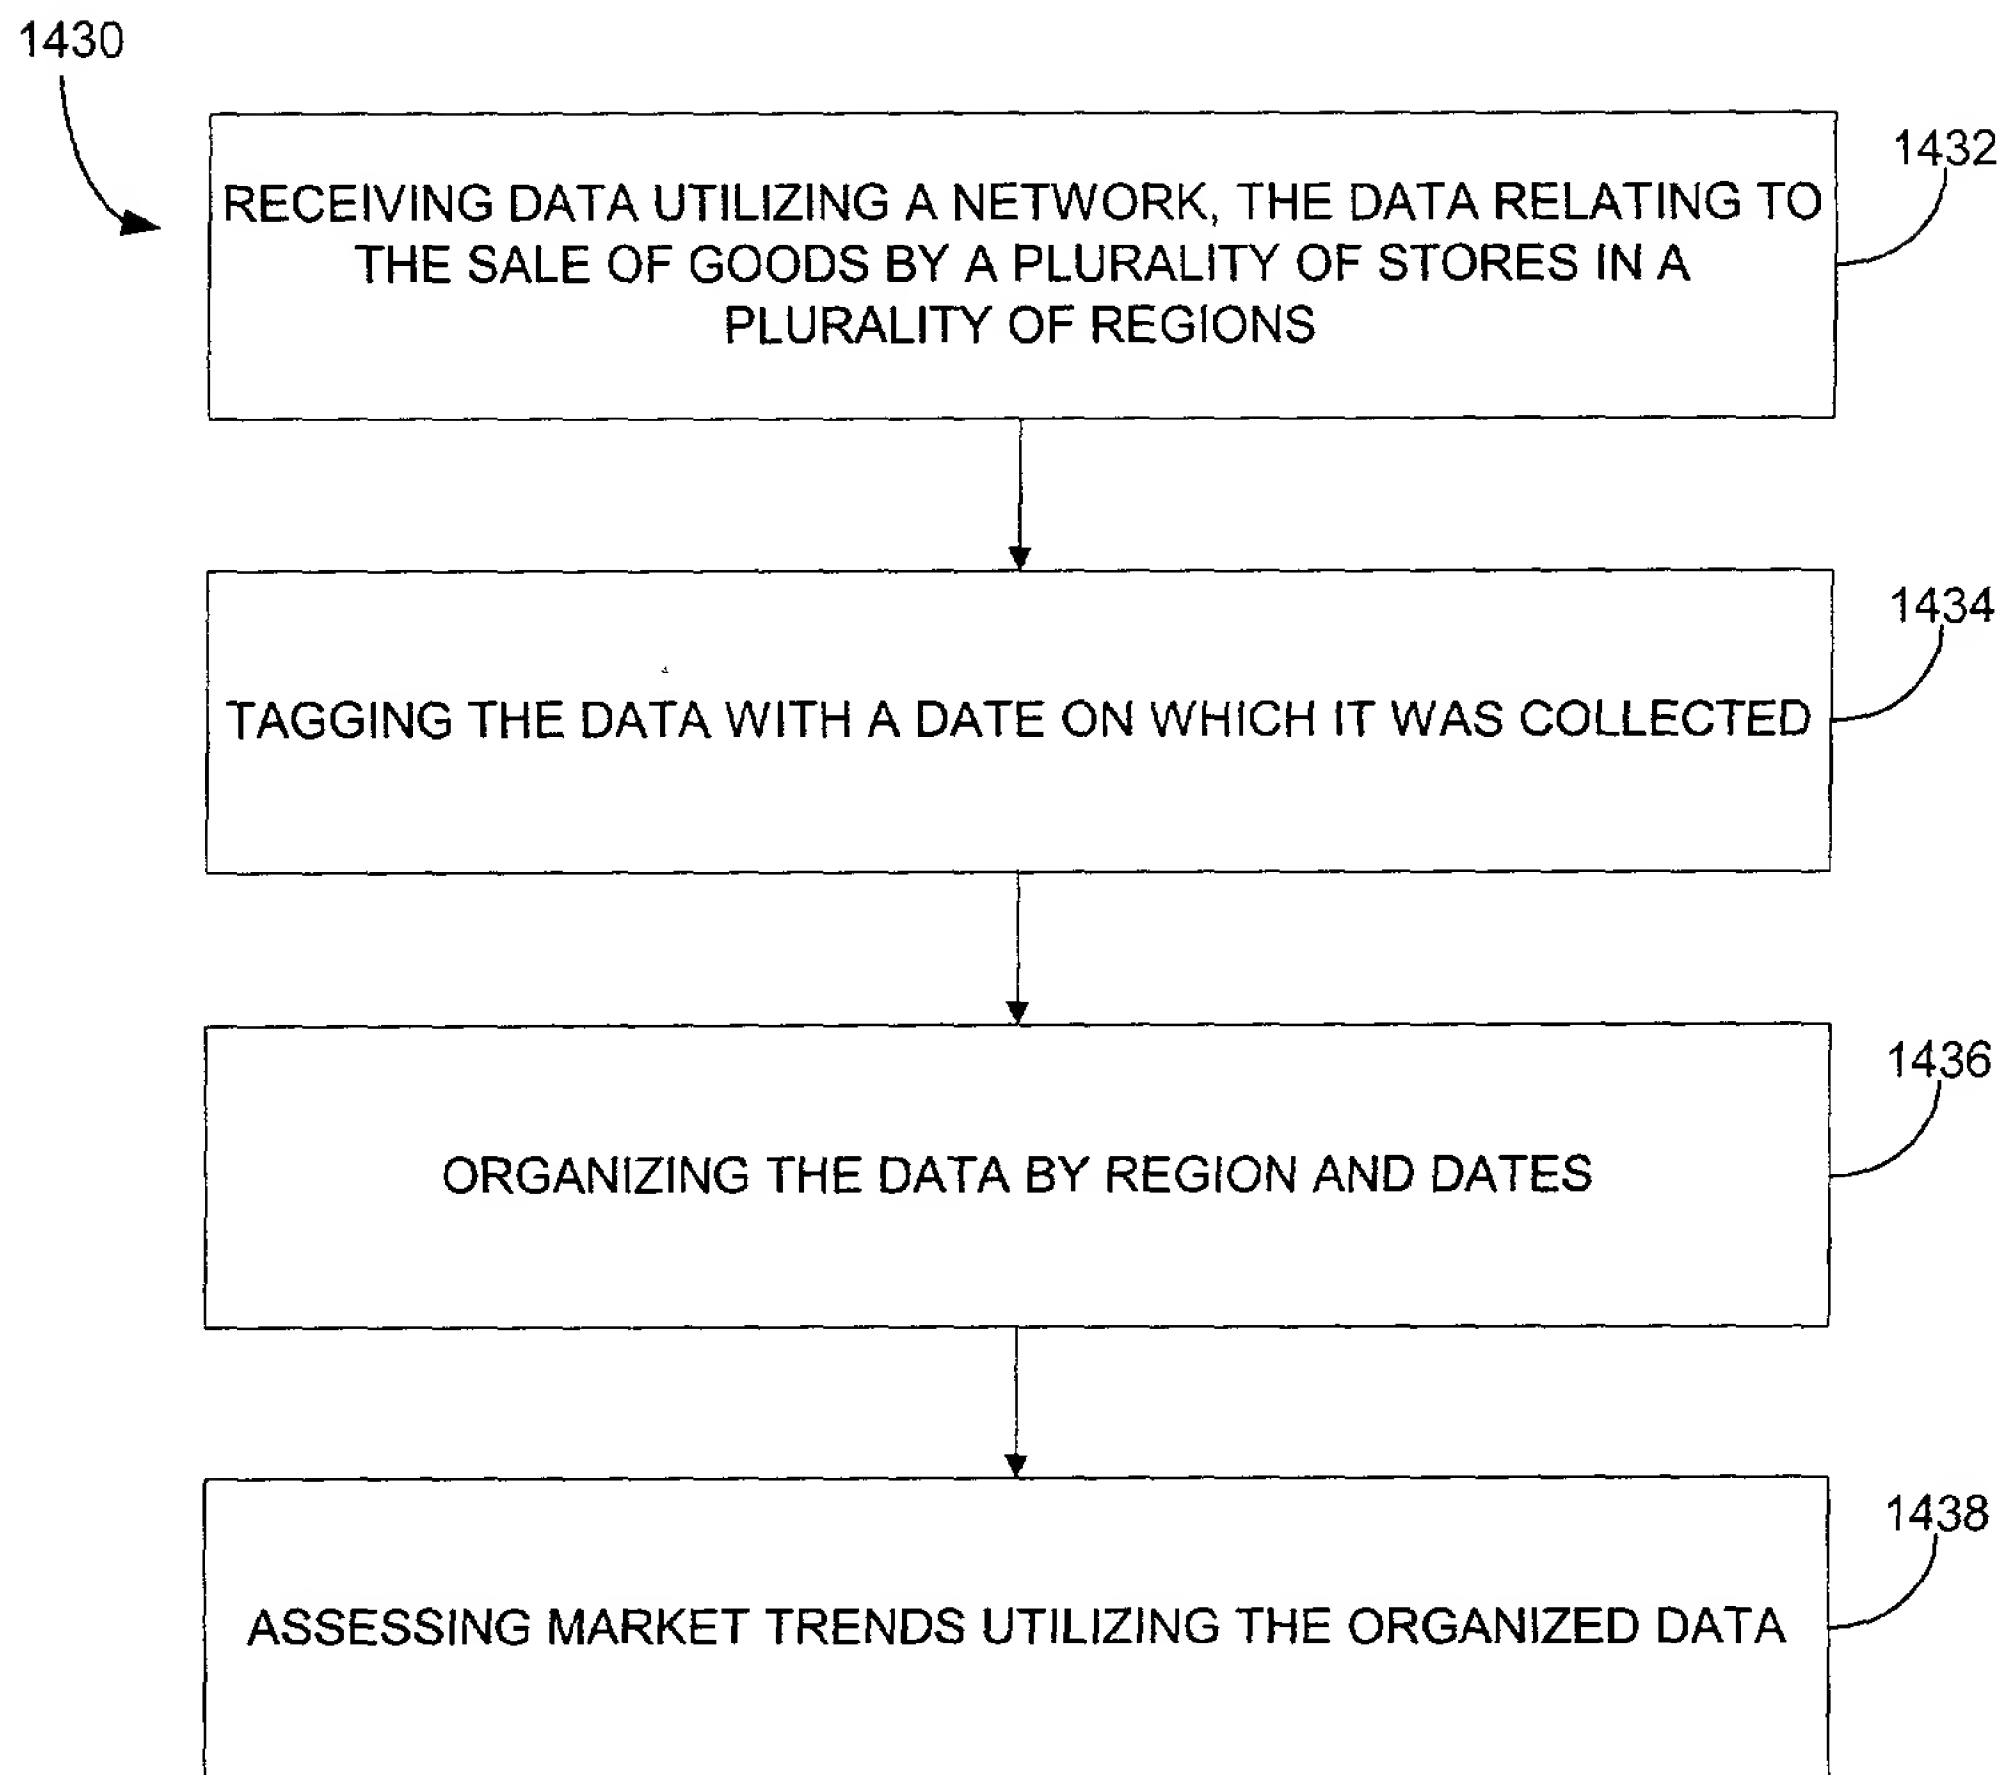 1430
1432
RECEIVING DATA UTILIZING A NETWORK, THE DATA RELATING TO
THE SALE OF GOODS BY A PLURALITY OF STORES IN A
PLURALITY OF REGIONS
1434
TAGGING THE DATA WITH A DATE ON WHICH IT WAS COLLECTED
1436
ORGANIZING THE DATA BY REGION AND DATES
1438
ASSESSING MARKET TRENDS UTILIZING THE ORGANIZED DATA